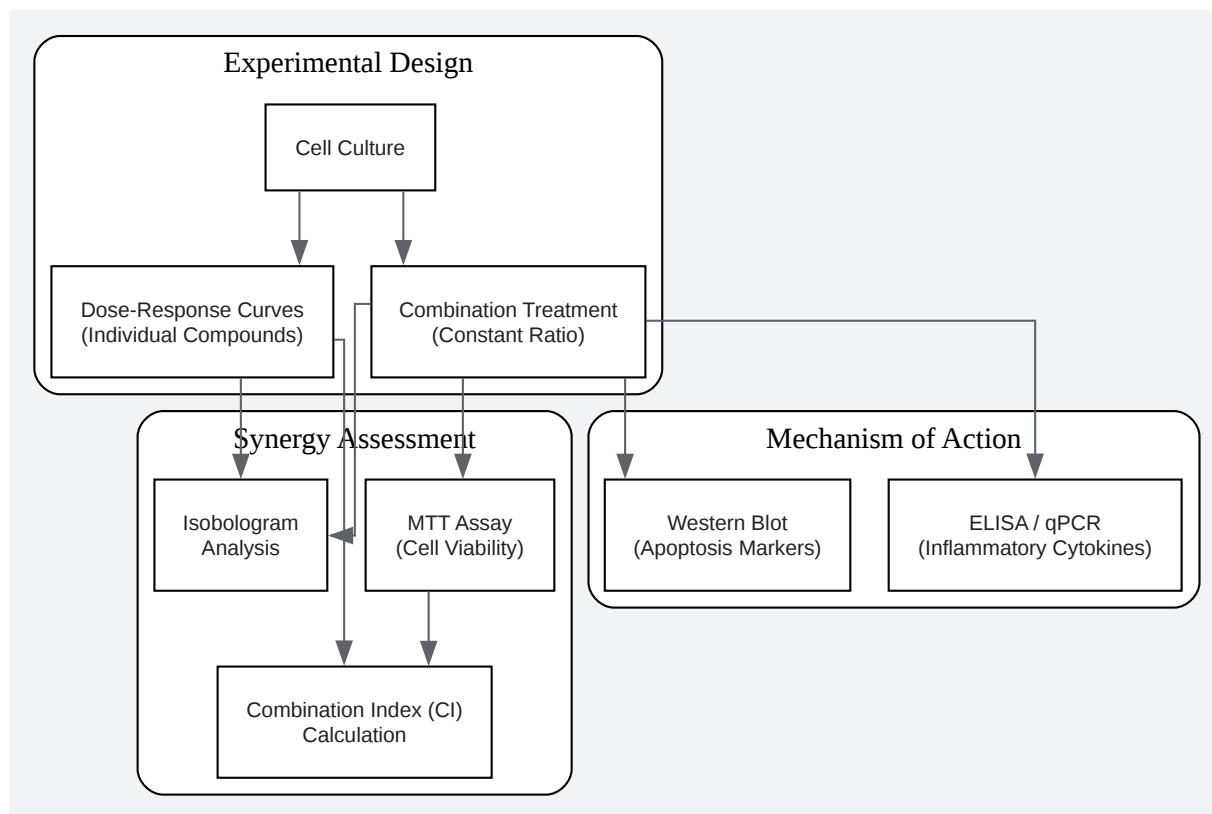 Experimental Design
Cell Culture
Dose-Response Curves
(Individual Compounds)
Combination Treatment
(Constant Ratio)
Synergy Assessment
Isobologram
Analysis
MTT Assay
(Cell Viability)
Combination Index (CI)
Calculation
Mechanism of Action
Western Blot
(Apoptosis Markers)
ELISA / qPCR
(Inflammatory Cytokines)